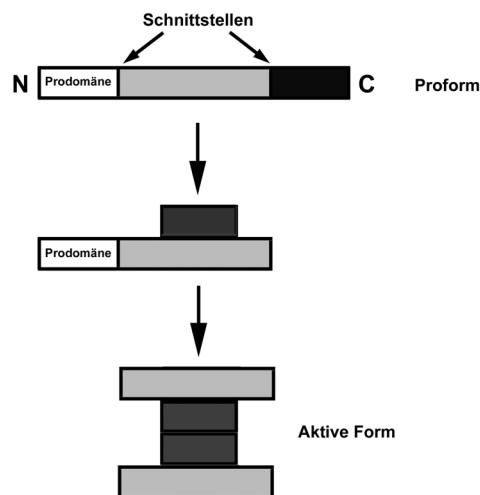 Schnittstellen
N Prodomäne C Proform
Prodomäne
Aktive Form